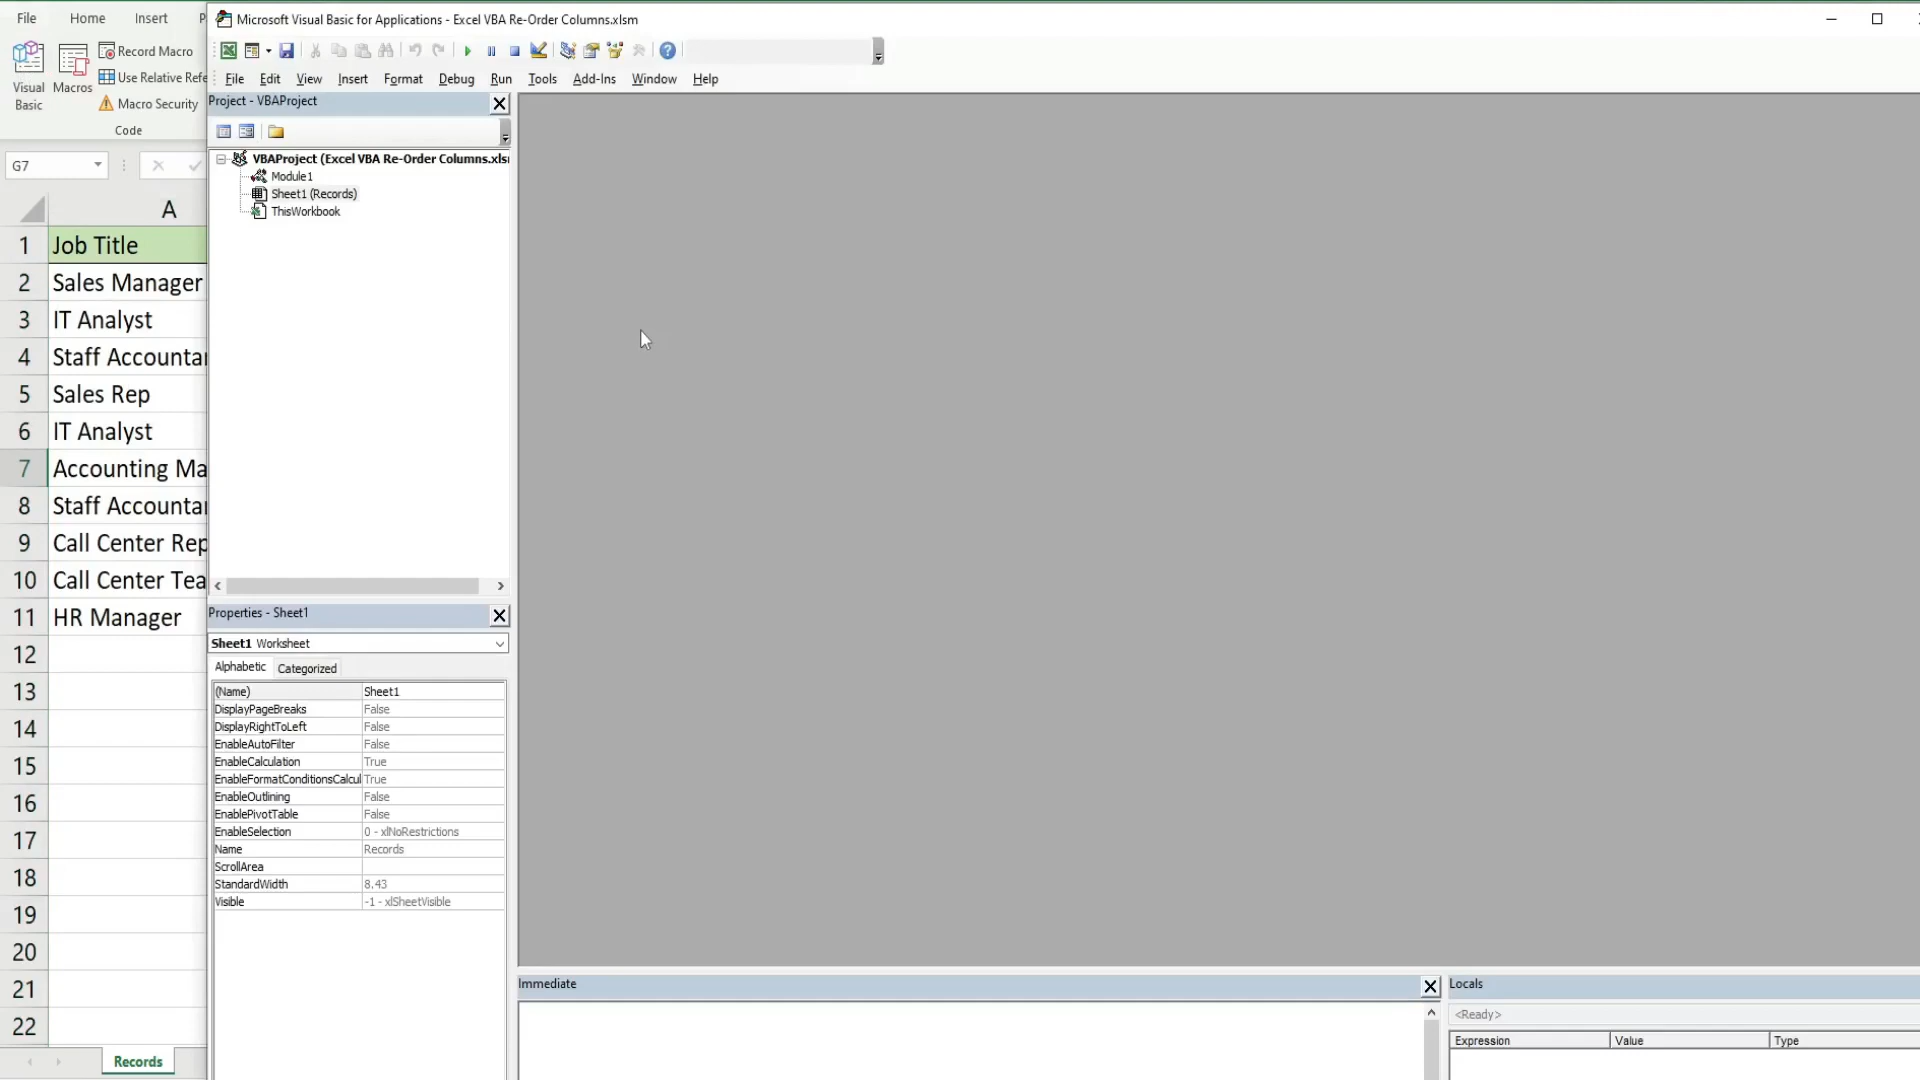 File Home Insert P
Microsoft Visual Basic for Applications - Excel VBA Re-Order Columns.xlsm
Record Macro
Use Relative Refe
Macro Security
Visual Basic
Macros
Code
File Edit View Insert Format Debug Run Tools Add-Ins Window Help
Project - VBAProject
VBAProject (Excel VBA Re-Order Columns.xls
Module1
Sheet1 (Records)
ThisWorkbook
G7
A
1 Job Title
2 Sales Manager
3 IT Analyst
4 Staff Accounta
5 Sales Rep
6 IT Analyst
7 Accounting Ma
8 Staff Accounta
9 Call Center Rep
10 Call Center Tea
11 HR Manager
12
13
14
15
16
17
18
19
20
21
22
Records
Properties - Sheet1
Sheet1 Worksheet
Alphabetic Categorized
(Name) Sheet1
DisplayPageBreaks False
DisplayRightToLeft False
EnableAutoFilter False
EnableCalculation True
EnableFormatConditionsCalcul True
EnableOutlining False
EnablePivotTable False
EnableSelection 0 - xlNoRestrictions
Name Records
ScrollArea
StandardWidth 8.43
Visible -1 - xlSheetVisible
Immediate
Locals
<Ready>
Expression Value Type